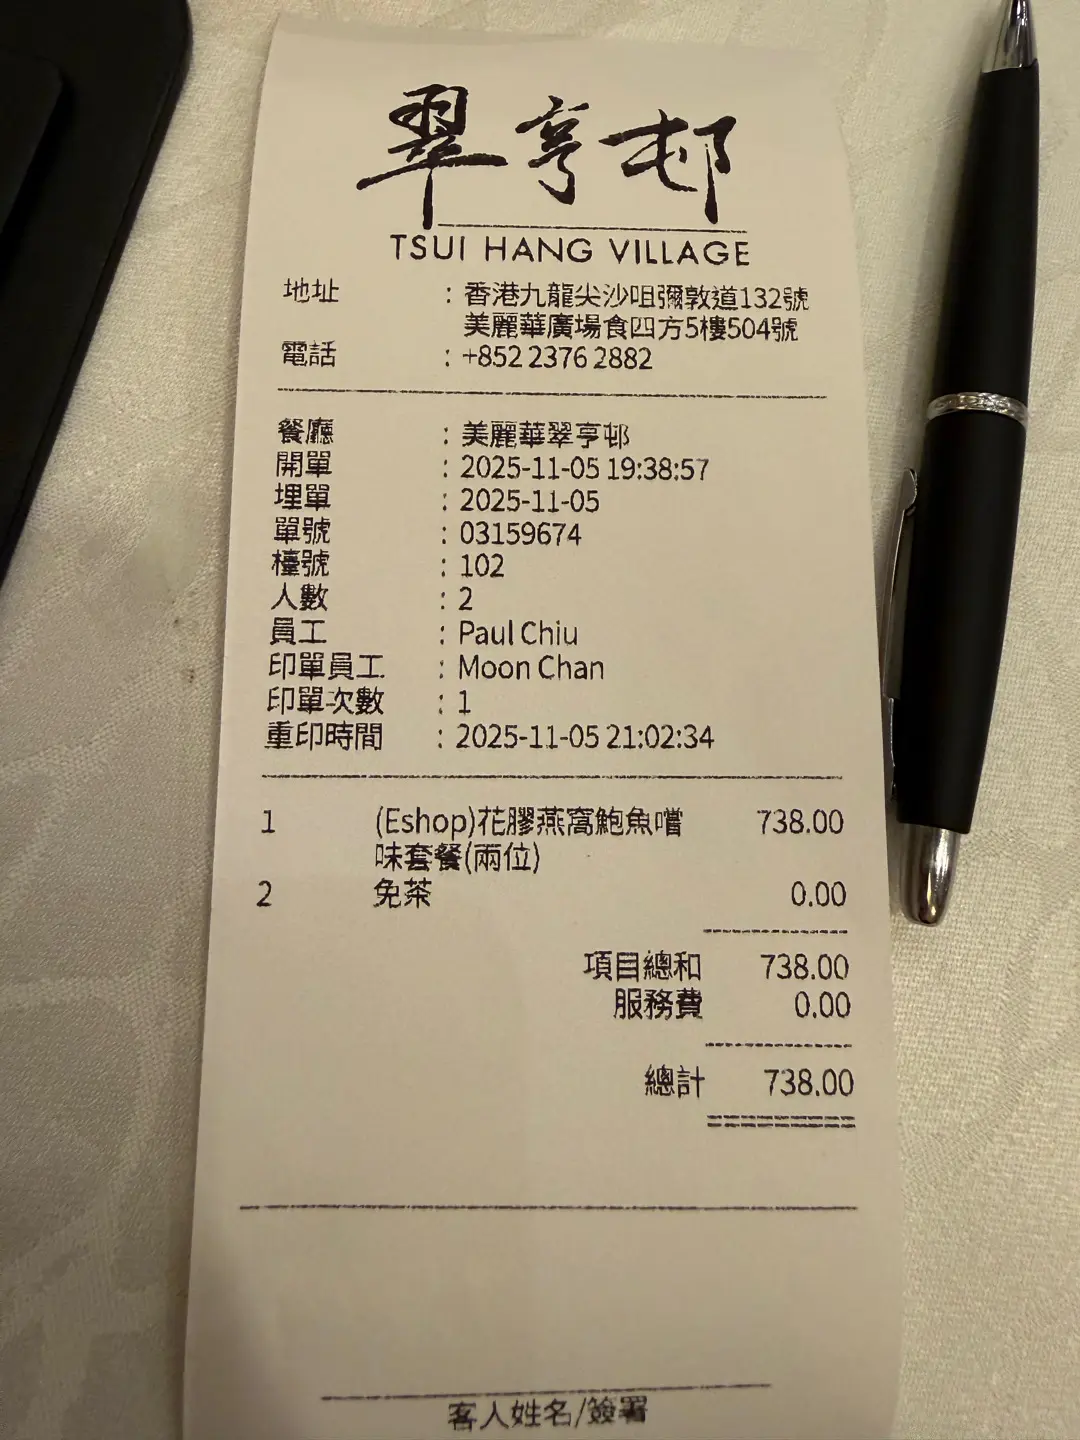 翠亨邨
TSUI HANG VILLAGE
地址 : 香港九龍尖沙咀彌敦道132號
美麗華廣場食四方5樓504號
電話 : +852 2376 2882
餐廳 : 美麗華翠亨邨
開單 : 2025-11-05 19:38:57
埋單 : 2025-11-05
單號 : 03159674
檯號 : 102
人數 : 2
員工 : Paul Chiu
印單員工 : Moon Chan
印單次數 : 1
重印時間 : 2025-11-05 21:02:34
1 (Eshop)花膠燕窩鮑魚嚐 738.00
味套餐(兩位)
2 免茶 0.00
項目總和 738.00
服務費 0.00
總計 738.00
客人姓名/簽署